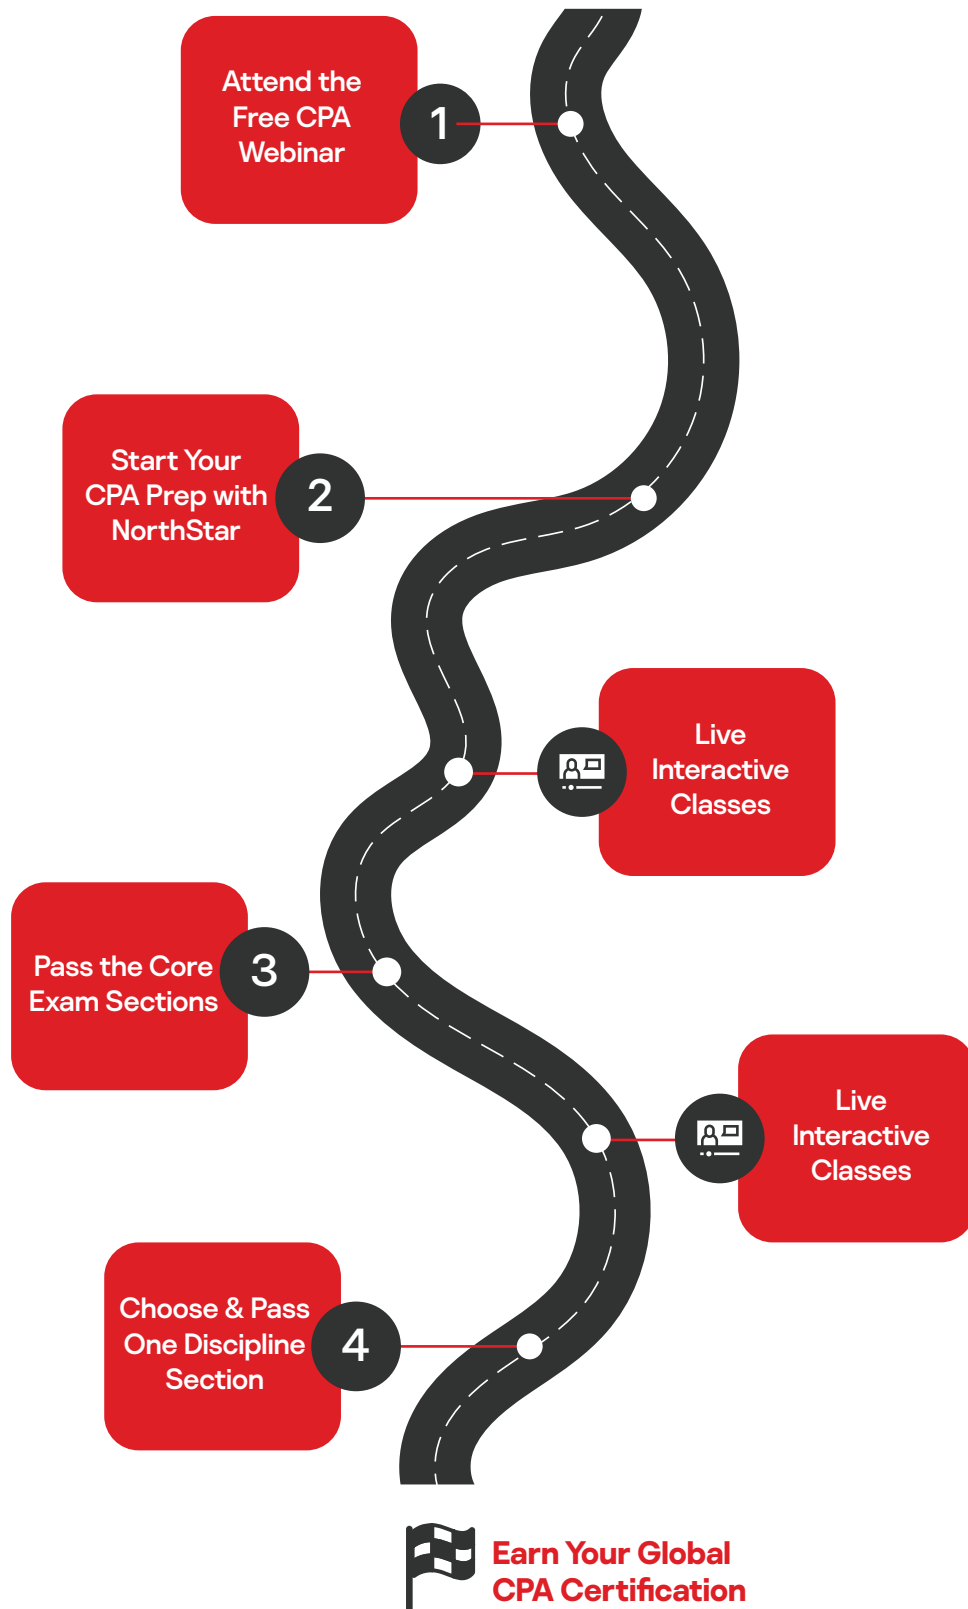 Attend the
Free CPA
Webinar
1
Start Your
CPA Prep with
NorthStar
2
Live
Interactive
Classes
Pass the Core
Exam Sections
3
Live
Interactive
Classes
Choose & Pass
One Discipline
Section
4
Earn Your Global
CPA Certification